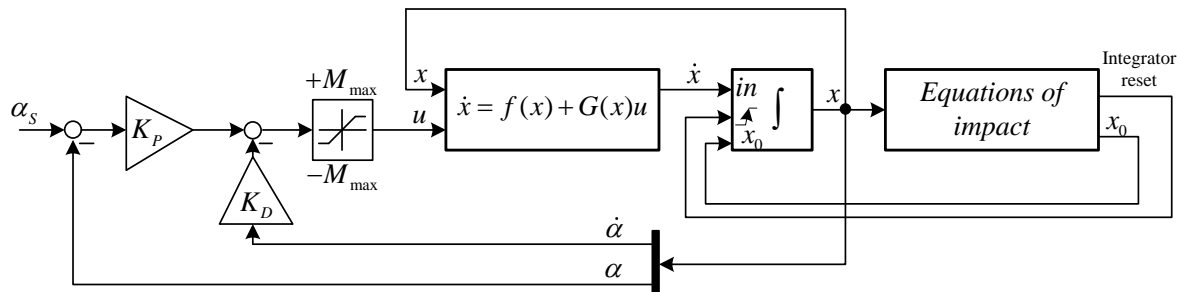 α_S
K_P
K_D
+M_max
−M_max
x
u
ẋ = f(x) + G(x)u
ẋ
in
∫
x_0
x
Equations of
impact
Integrator
reset
x_0
α̇
α